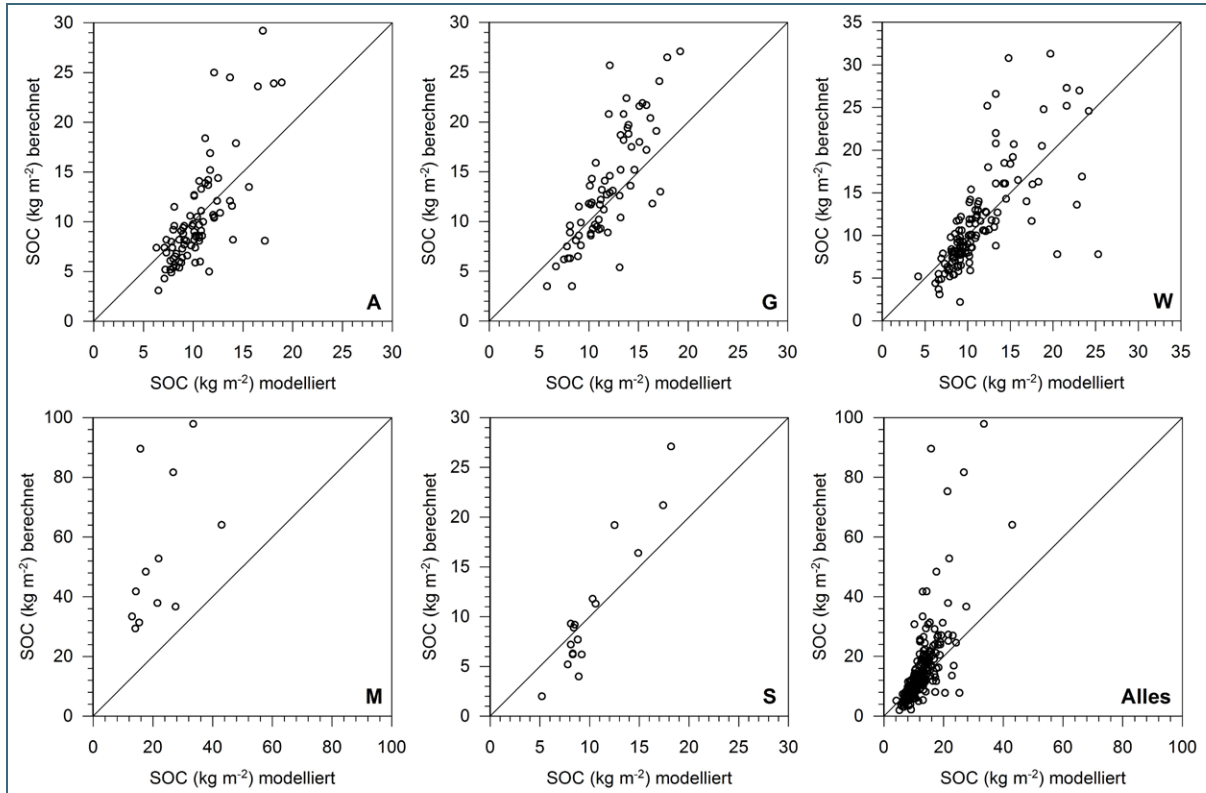 30
25
20
15
10
5
0
SOC (kg m⁻²) berechnet
A
0 5 10 15 20 25 30
SOC (kg m⁻²) modelliert
30
25
20
15
10
5
0
SOC (kg m⁻²) berechnet
G
0 5 10 15 20 25 30
SOC (kg m⁻²) modelliert
35
30
25
20
15
10
5
0
SOC (kg m⁻²) berechnet
W
0 5 10 15 20 25 30 35
SOC (kg m⁻²) modelliert
100
80
60
40
20
0
SOC (kg m⁻²) berechnet
M
0 20 40 60 80 100
SOC (kg m⁻²) modelliert
30
25
20
15
10
5
0
SOC (kg m⁻²) berechnet
S
0 5 10 15 20 25 30
SOC (kg m⁻²) modelliert
100
80
60
40
20
0
SOC (kg m⁻²) berechnet
Alles
0 20 40 60 80 100
SOC (kg m⁻²) modelliert